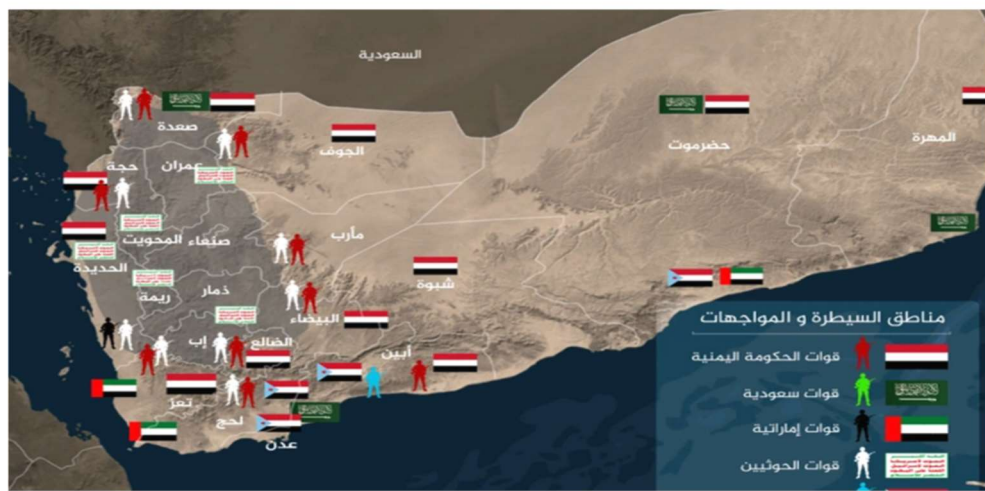 السعودية
صعدة
الجوف
حضرموت
المهرة
حجة
عمران
المحويت
صنعاء
مأرب
الحديدة
شبوة
ريمة
ذمار
البيضاء
إب
الضالع
أبين
تعز
لحج
عدن
مناطق السيطرة و المواجهات
قوات الحكومة اليمنية
قوات سعودية
قوات إماراتية
قوات الحوثيين